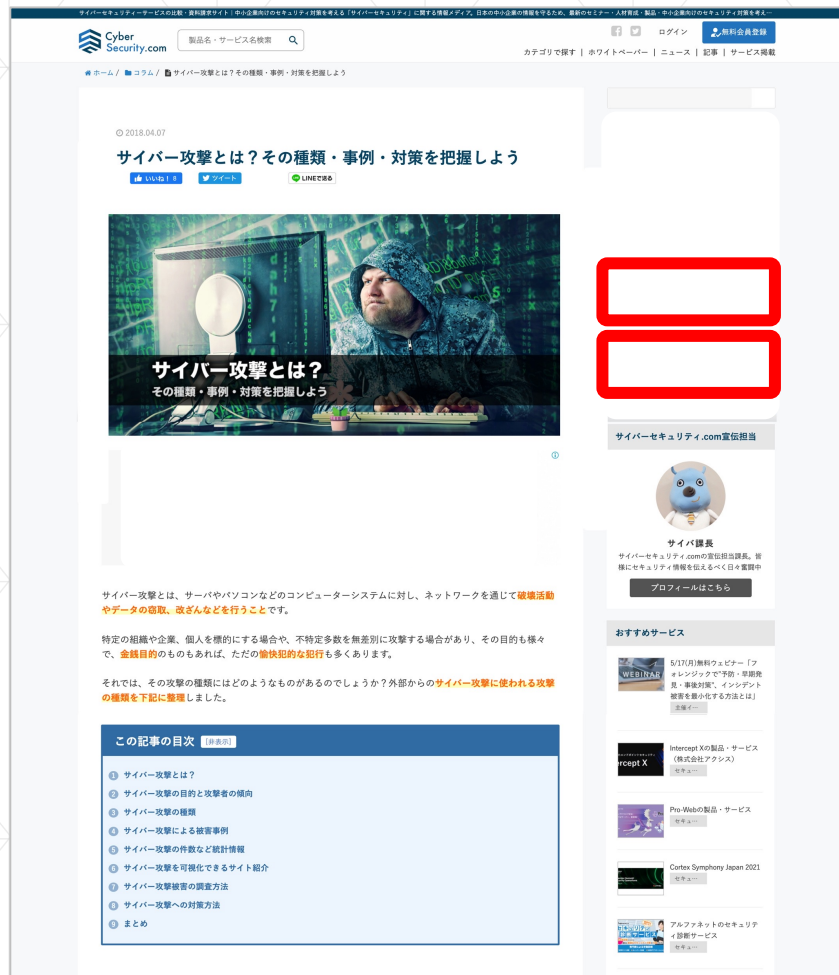 サイバーセキュリティーサービスの比較・資料請求サイト｜中小企業向けのセキュリティ対策を考える「サイバーセキュリティ」に関する情報メディア。日本の中小企業の情報を守るため、最新のセミナー・人材育成・製品・中小企業向けのセキュリティ対策を考え…
Cyber
Security.com
製品名・サービス名検索
ログイン
無料会員登録
カテゴリで探す | ホワイトペーパー | ニュース | 記事 | サービス掲載
ホーム / コラム / サイバー攻撃とは？その種類・事例・対策を把握しよう
2018.04.07
サイバー攻撃とは？その種類・事例・対策を把握しよう
いいね！ 8
ツイート
LINEで送る
サイバー攻撃とは？
その種類・事例・対策を把握しよう
サイバー攻撃とは、サーバやパソコンなどのコンピューターシステムに対し、ネットワークを通じて破壊活動
やデータの窃取、改ざんなどを行うことです。
特定の組織や企業、個人を標的にする場合や、不特定多数を無差別に攻撃する場合があり、その目的も様々
で、金銭目的のものもあれば、ただの愉快犯的な犯行も多くあります。
それでは、その攻撃の種類にはどのようなものがあるのでしょうか？外部からのサイバー攻撃に使われる攻撃
の種類を下記に整理しました。
この記事の目次 [非表示]
1 サイバー攻撃とは？
2 サイバー攻撃の目的と攻撃者の傾向
3 サイバー攻撃の種類
4 サイバー攻撃による被害事例
5 サイバー攻撃の件数など統計情報
6 サイバー攻撃を可視化できるサイト紹介
7 サイバー攻撃被害の調査方法
8 サイバー攻撃への対策方法
9 まとめ
サイバーセキュリティ.com宣伝担当
サイバ課長
サイバーセキュリティ.comの宣伝担当課長。皆
様にセキュリティ情報を伝えるべく日々奮闘中
プロフィールはこちら
おすすめサービス
WEBINAR
5/17(月)無料ウェビナー「フ
ォレンジックで"予防・早期発
見・事後対策"、インシデント
被害を最小化する方法とは」
主催イ…
ercept X
Intercept Xの製品・サービス
（株式会社アクシス）
セキュ…
Pro-Webの製品・サービス
セキュ…
Cortex Symphony Japan 2021
セキュ…
アルファネットのセキュリテ
ィ診断サービス
セキュ…